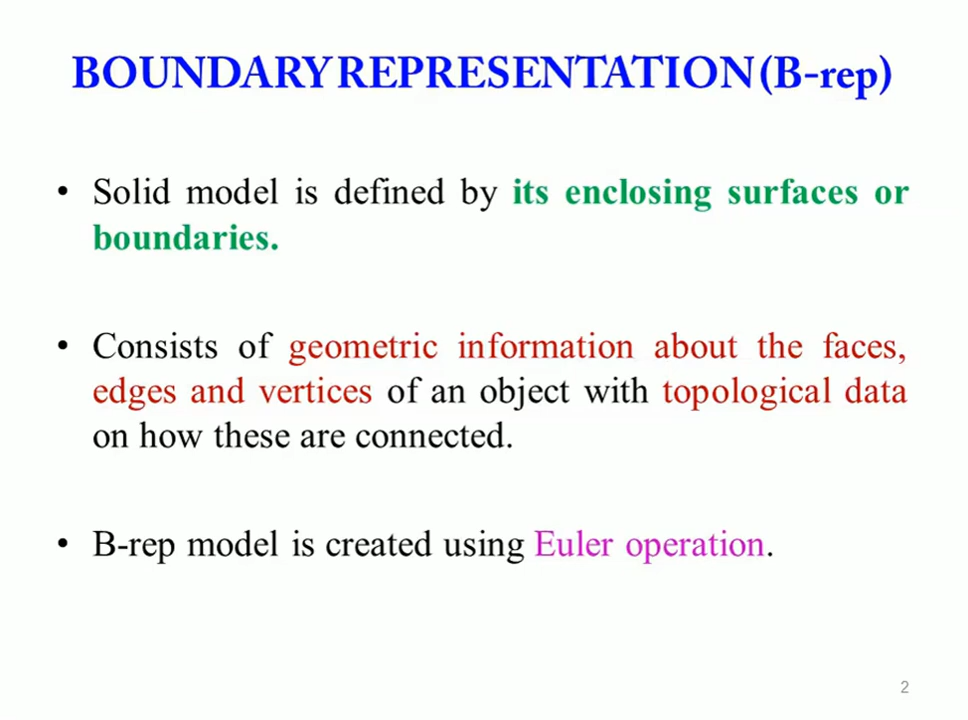 BOUNDARY REPRESENTATION (B-rep)
• Solid model is defined by its enclosing surfaces or
boundaries.
• Consists of geometric information about the faces,
edges and vertices of an object with topological data
on how these are connected.
• B-rep model is created using Euler operation.
2